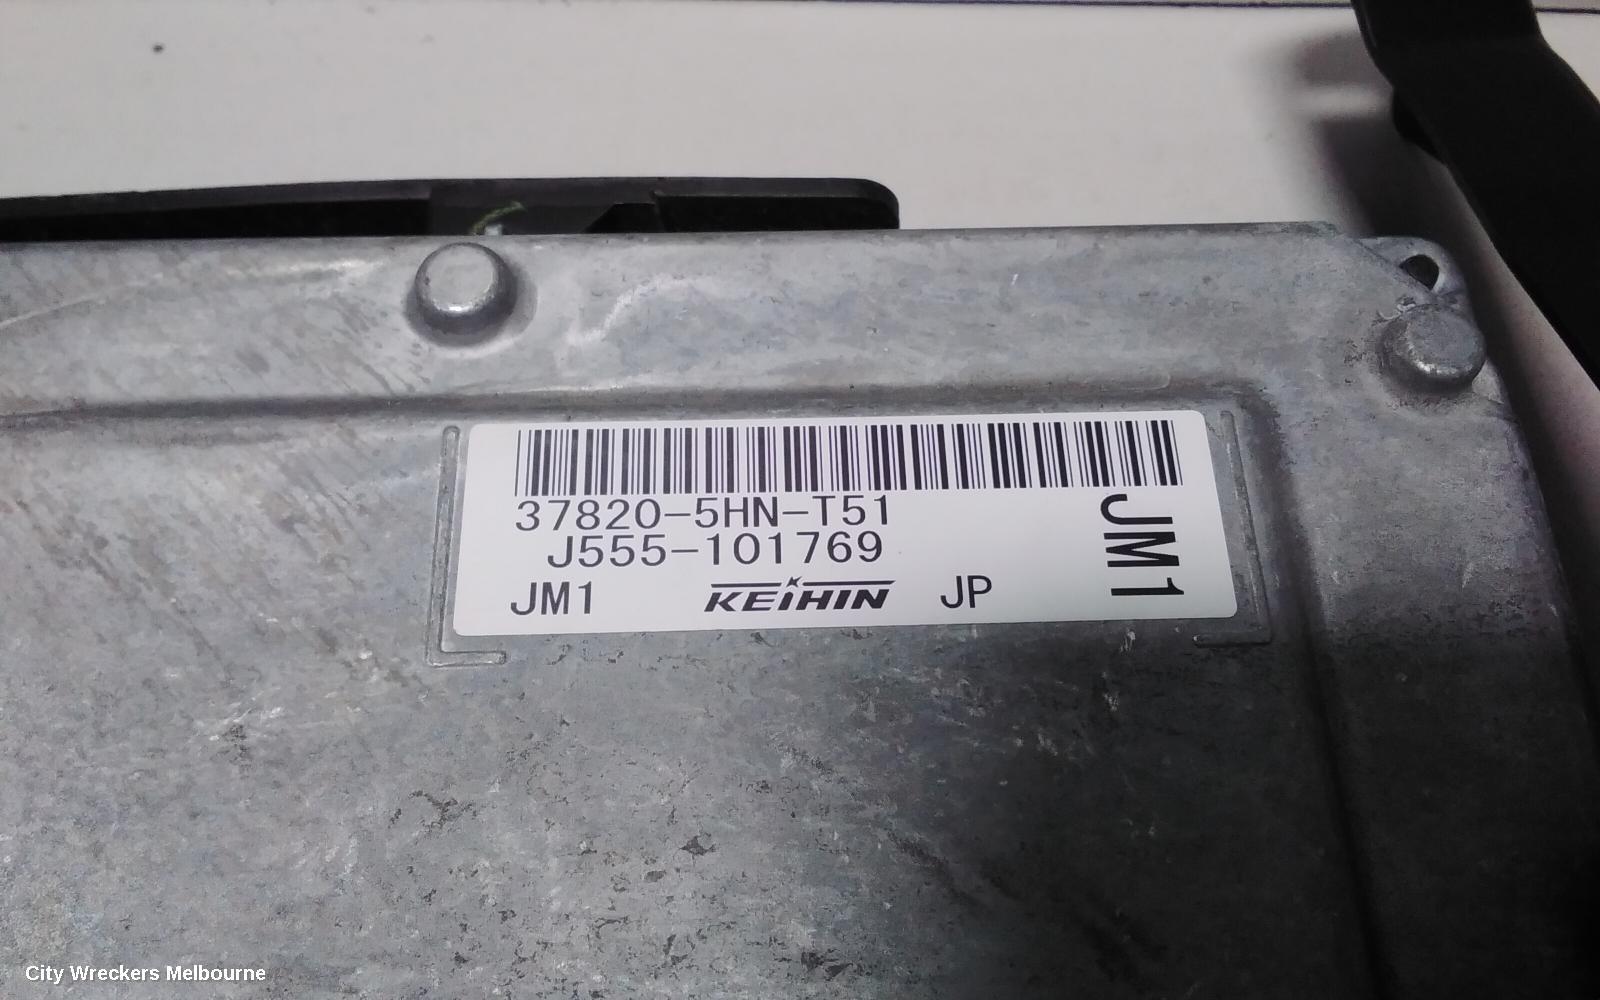 37820-5HN-T51
J555-101769
JM1 KEIHIN JP
JM1
City Wreckers Melbourne